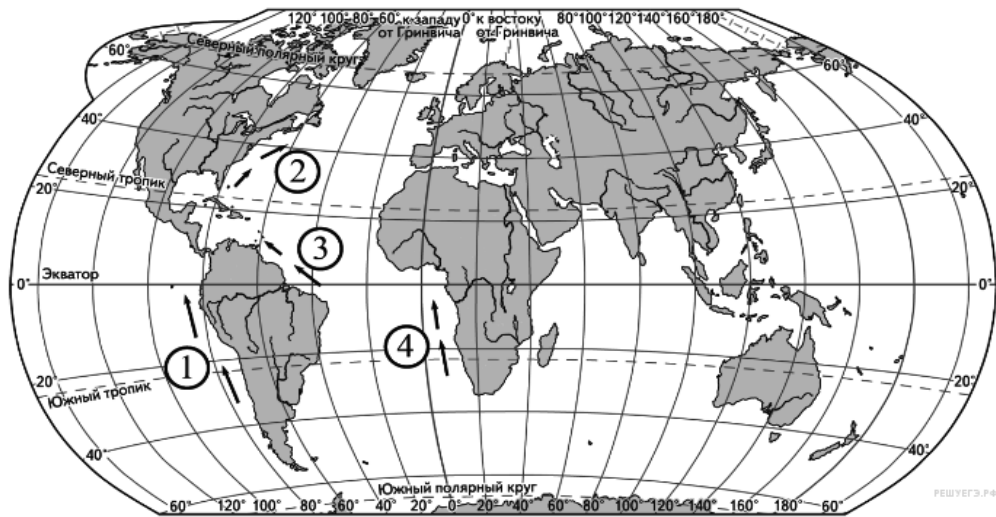 120° 100° 80° 60° к западу 0° к востоку 80° 100° 120° 140° 160° 180°
от Гринвича от Гринвича
60° Северный полярный круг 60°
40° 40°
2
Северный тропик
20° 20°
3
Экватор
0° 0°
4
1
20° 20°
Южный тропик
40° 40°
Южный полярный круг
60° 120° 100° 80° 60° 40° 20° 0° 20° 40° 60° 80° 100° 120° 140° 160° 60°
РЕШУЕГЭ.РФ